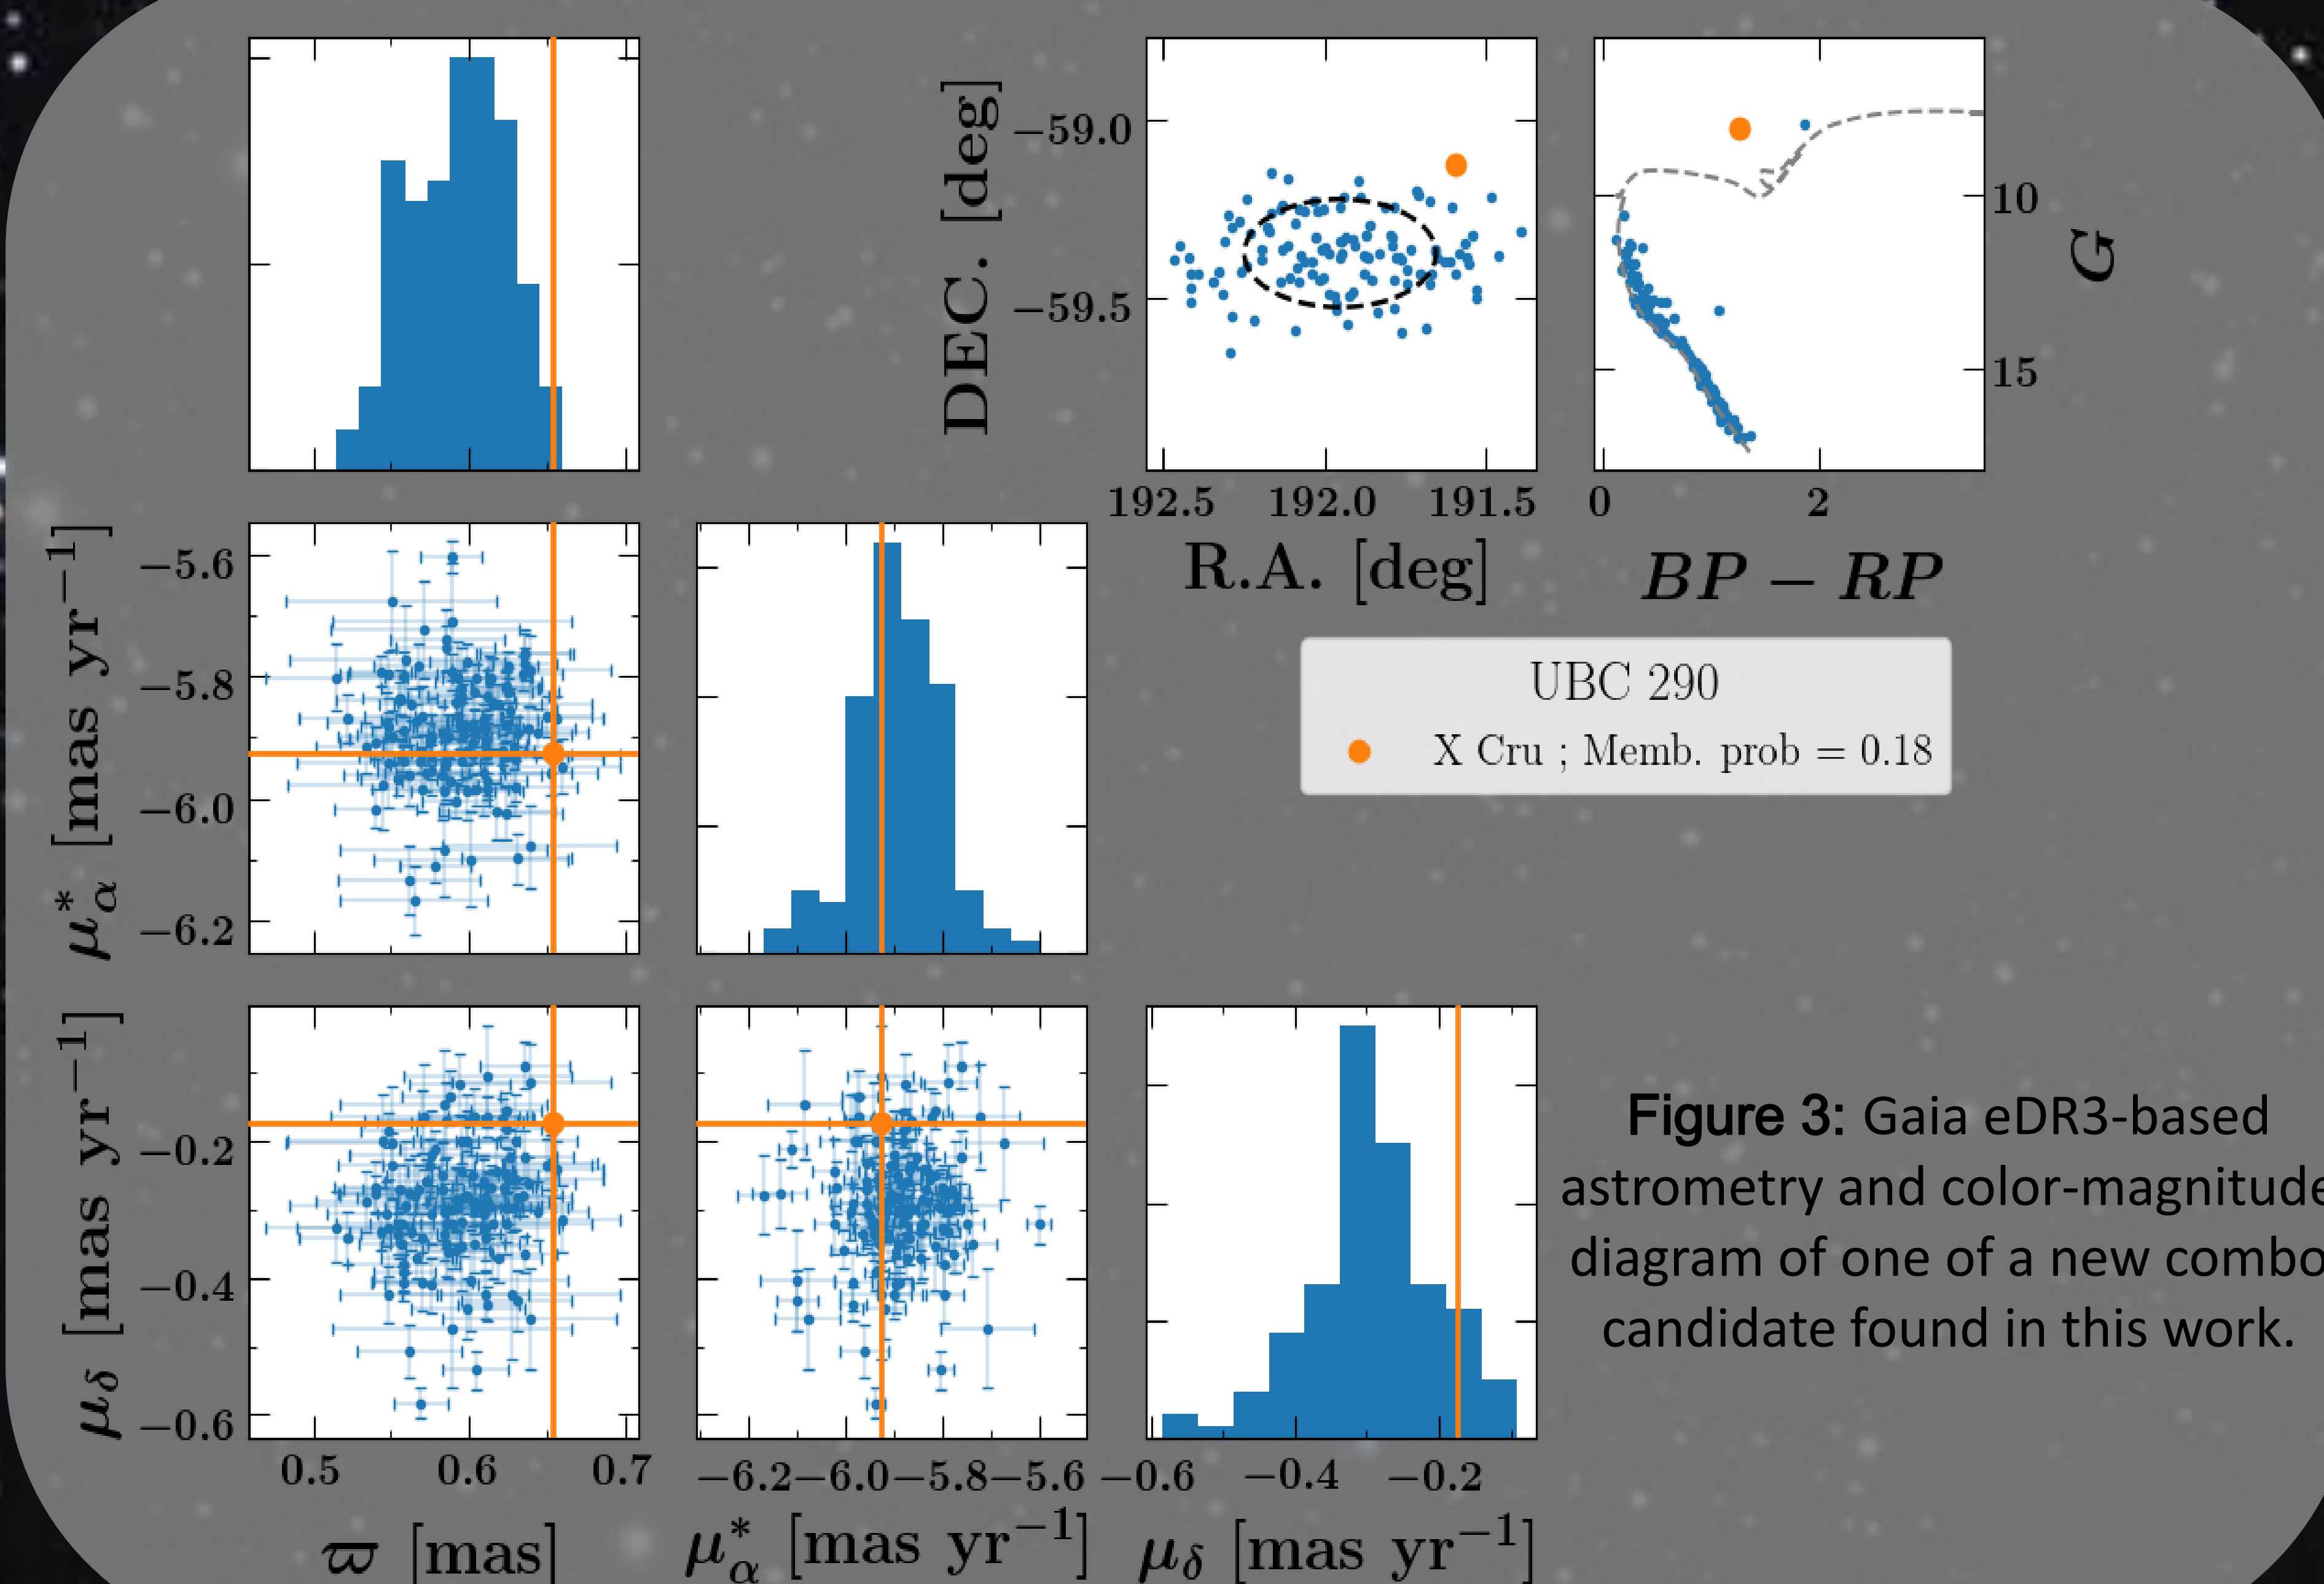 DEC. [deg]
−59.0
−59.5
192.5 192.0 191.5
R.A. [deg]
10
15
G
0 2
BP − RP
UBC 290
X Cru ; Memb. prob = 0.18
μ*α [mas yr−1]
−5.6
−5.8
−6.0
−6.2
μδ [mas yr−1]
−0.2
−0.4
−0.6
0.5 0.6 0.7
ϖ [mas]
−6.2 −6.0 −5.8 −5.6
μ*α [mas yr−1]
−0.6 −0.4 −0.2
μδ [mas yr−1]
Figure 3: Gaia eDR3-based
astrometry and color-magnitude
diagram of one of a new combo
candidate found in this work.